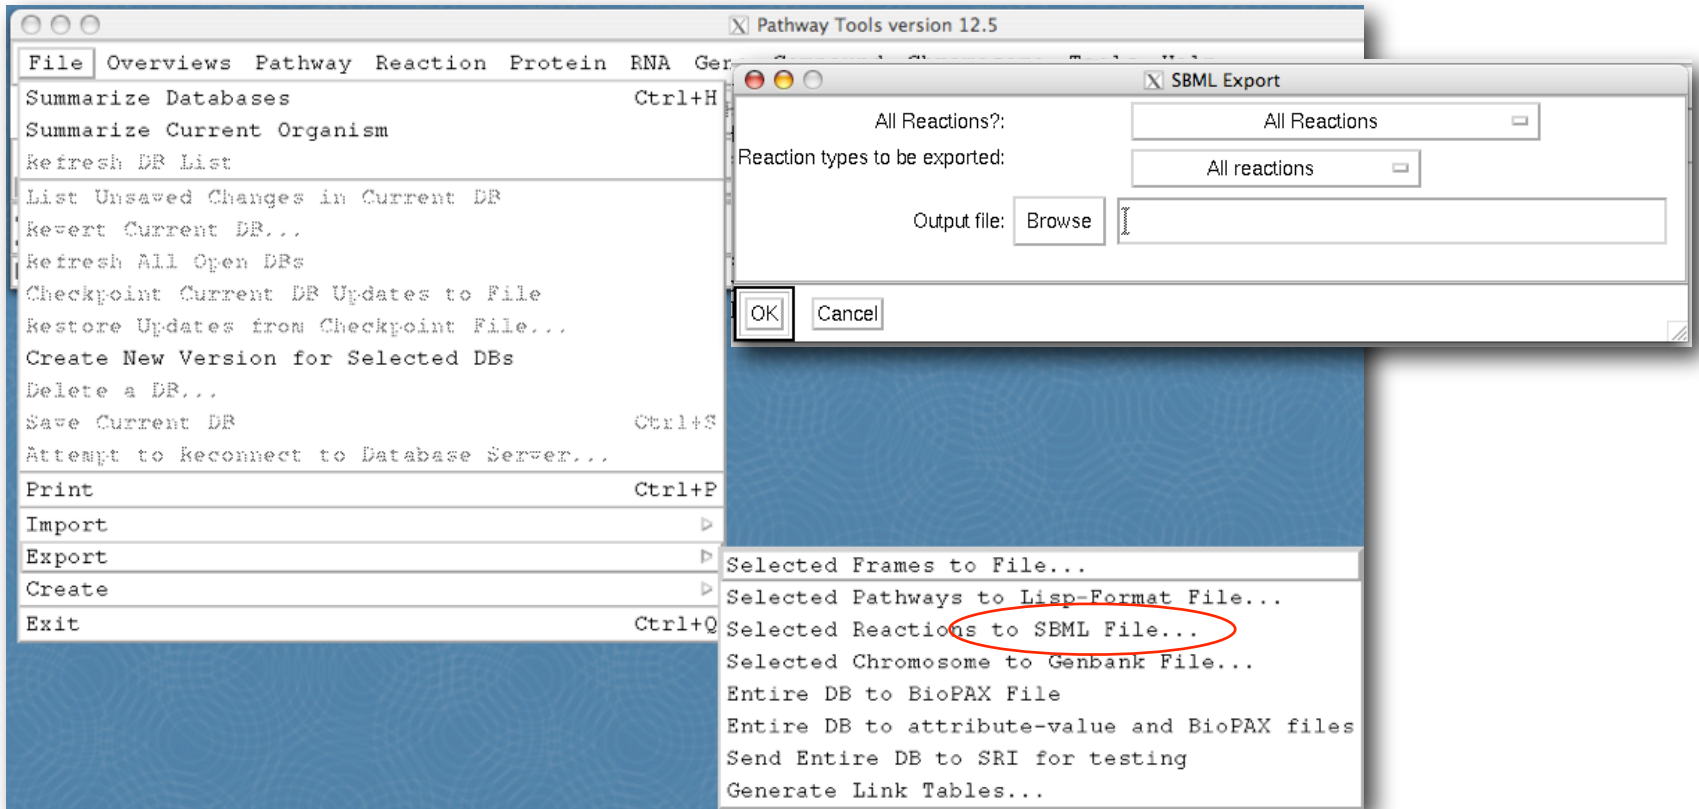 Pathway Tools version 12.5
File Overviews Pathway Reaction Protein RNA
Summarize Databases Ctrl+H
Summarize Current Organism
Refresh DB List
List Unsaved Changes in Current DB
Revert Current DB...
Refresh All Open DBs
Checkpoint Current DB Updates to File
Restore Updates from Checkpoint File...
Create New Version for Selected DBs
Delete a DB...
Save Current DB Ctrl+S
Attempt to Reconnect to Database Server...
Print Ctrl+P
Import
Export
Create
Exit Ctrl+Q
SBML Export
All Reactions?: All Reactions
Reaction types to be exported: All reactions
Output file: Browse
OK Cancel
Selected Frames to File...
Selected Pathways to Lisp-Format File...
Selected Reactions to SBML File...
Selected Chromosome to Genbank File...
Entire DB to BioPAX File
Entire DB to attribute-value and BioPAX files
Send Entire DB to SRI for testing
Generate Link Tables...